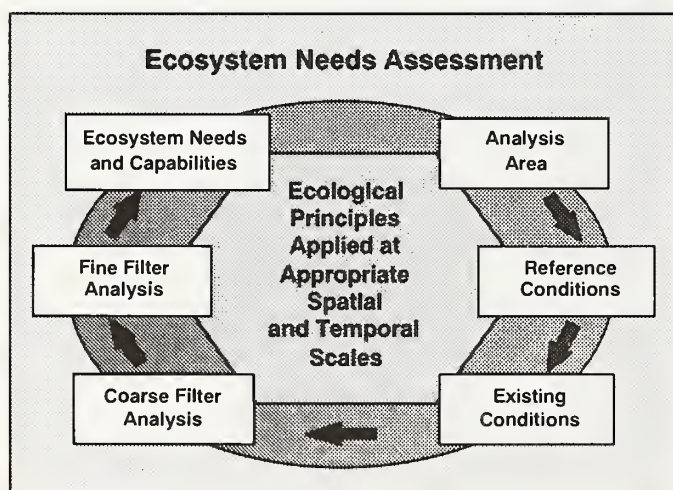 Ecosystem Needs Assessment
Ecosystem Needs
and Capabilities
Analysis
Area
Ecological
Principles
Applied at
Appropriate
Spatial
and Temporal
Scales
Fine Filter
Analysis
Reference
Conditions
Coarse Filter
Analysis
Existing
Conditions